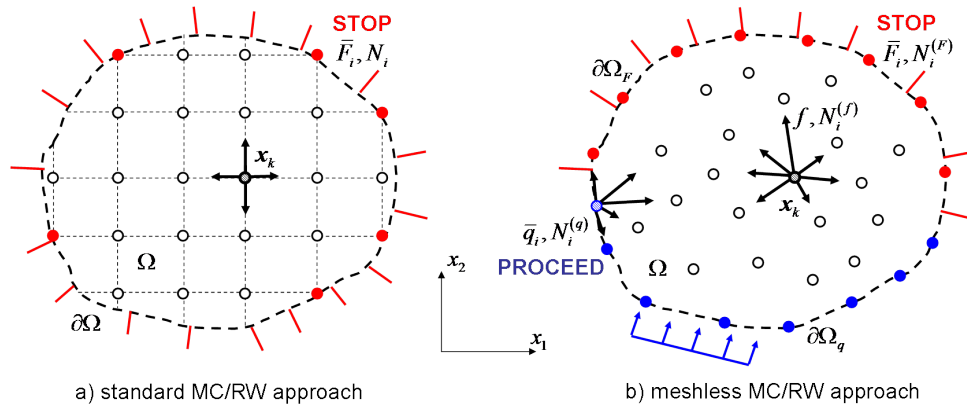 STOP
F̅ᵢ, Nᵢ
xₖ
Ω
∂Ω
a) standard MC/RW approach
x₂
x₁
STOP
F̅ᵢ, Nᵢ⁽ᶠ⁾
∂Ω_F
f, Nᵢ⁽ᶠ⁾
xₖ
q̅ᵢ, Nᵢ^(q)
PROCEED
Ω
∂Ω_q
b) meshless MC/RW approach